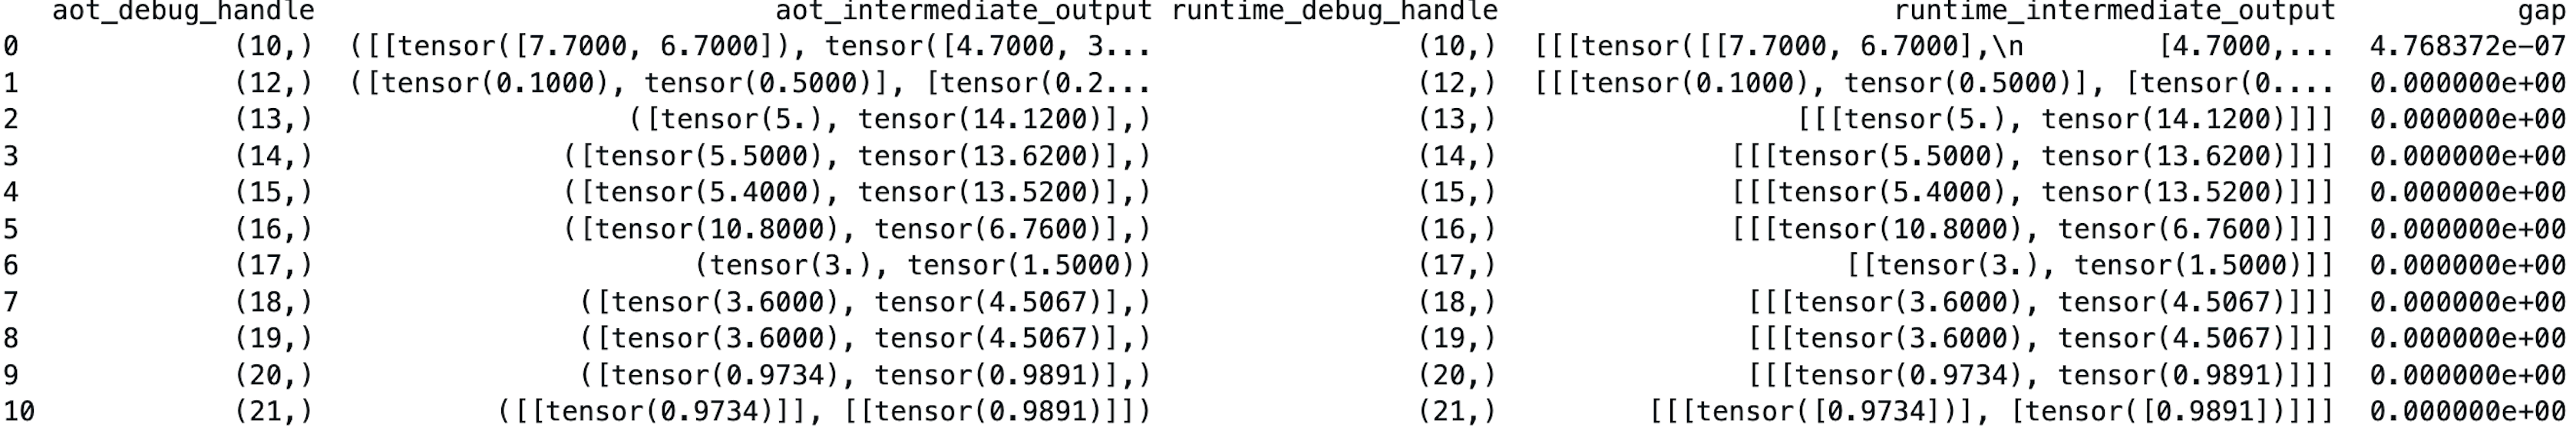 aot_debug_handle aot_intermediate_output runtime_debug_handle runtime_intermediate_output gap
0 (10,) ([[tensor([7.7000, 6.7000]), tensor([4.7000, 3... (10,) [[[tensor([[7.7000, 6.7000],\n [4.7000,... 4.768372e-07
1 (12,) ([tensor(0.1000), tensor(0.5000)], [tensor(0.2... (12,) [[[tensor(0.1000), tensor(0.5000)], [tensor(0.... 0.000000e+00
2 (13,) ([tensor(5.), tensor(14.1200)],) (13,) [[[tensor(5.), tensor(14.1200)]]] 0.000000e+00
3 (14,) ([tensor(5.5000), tensor(13.6200)],) (14,) [[[tensor(5.5000), tensor(13.6200)]]] 0.000000e+00
4 (15,) ([tensor(5.4000), tensor(13.5200)],) (15,) [[[tensor(5.4000), tensor(13.5200)]]] 0.000000e+00
5 (16,) ([tensor(10.8000), tensor(6.7600)],) (16,) [[[tensor(10.8000), tensor(6.7600)]]] 0.000000e+00
6 (17,) (tensor(3.), tensor(1.5000)) (17,) [[tensor(3.), tensor(1.5000)]] 0.000000e+00
7 (18,) ([tensor(3.6000), tensor(4.5067)],) (18,) [[[tensor(3.6000), tensor(4.5067)]]] 0.000000e+00
8 (19,) ([tensor(3.6000), tensor(4.5067)],) (19,) [[[tensor(3.6000), tensor(4.5067)]]] 0.000000e+00
9 (20,) ([tensor(0.9734), tensor(0.9891)],) (20,) [[[tensor(0.9734), tensor(0.9891)]]] 0.000000e+00
10 (21,) ([[tensor(0.9734)]], [[tensor(0.9891)]]) (21,) [[[tensor([0.9734])], [tensor([0.9891])]]] 0.000000e+00